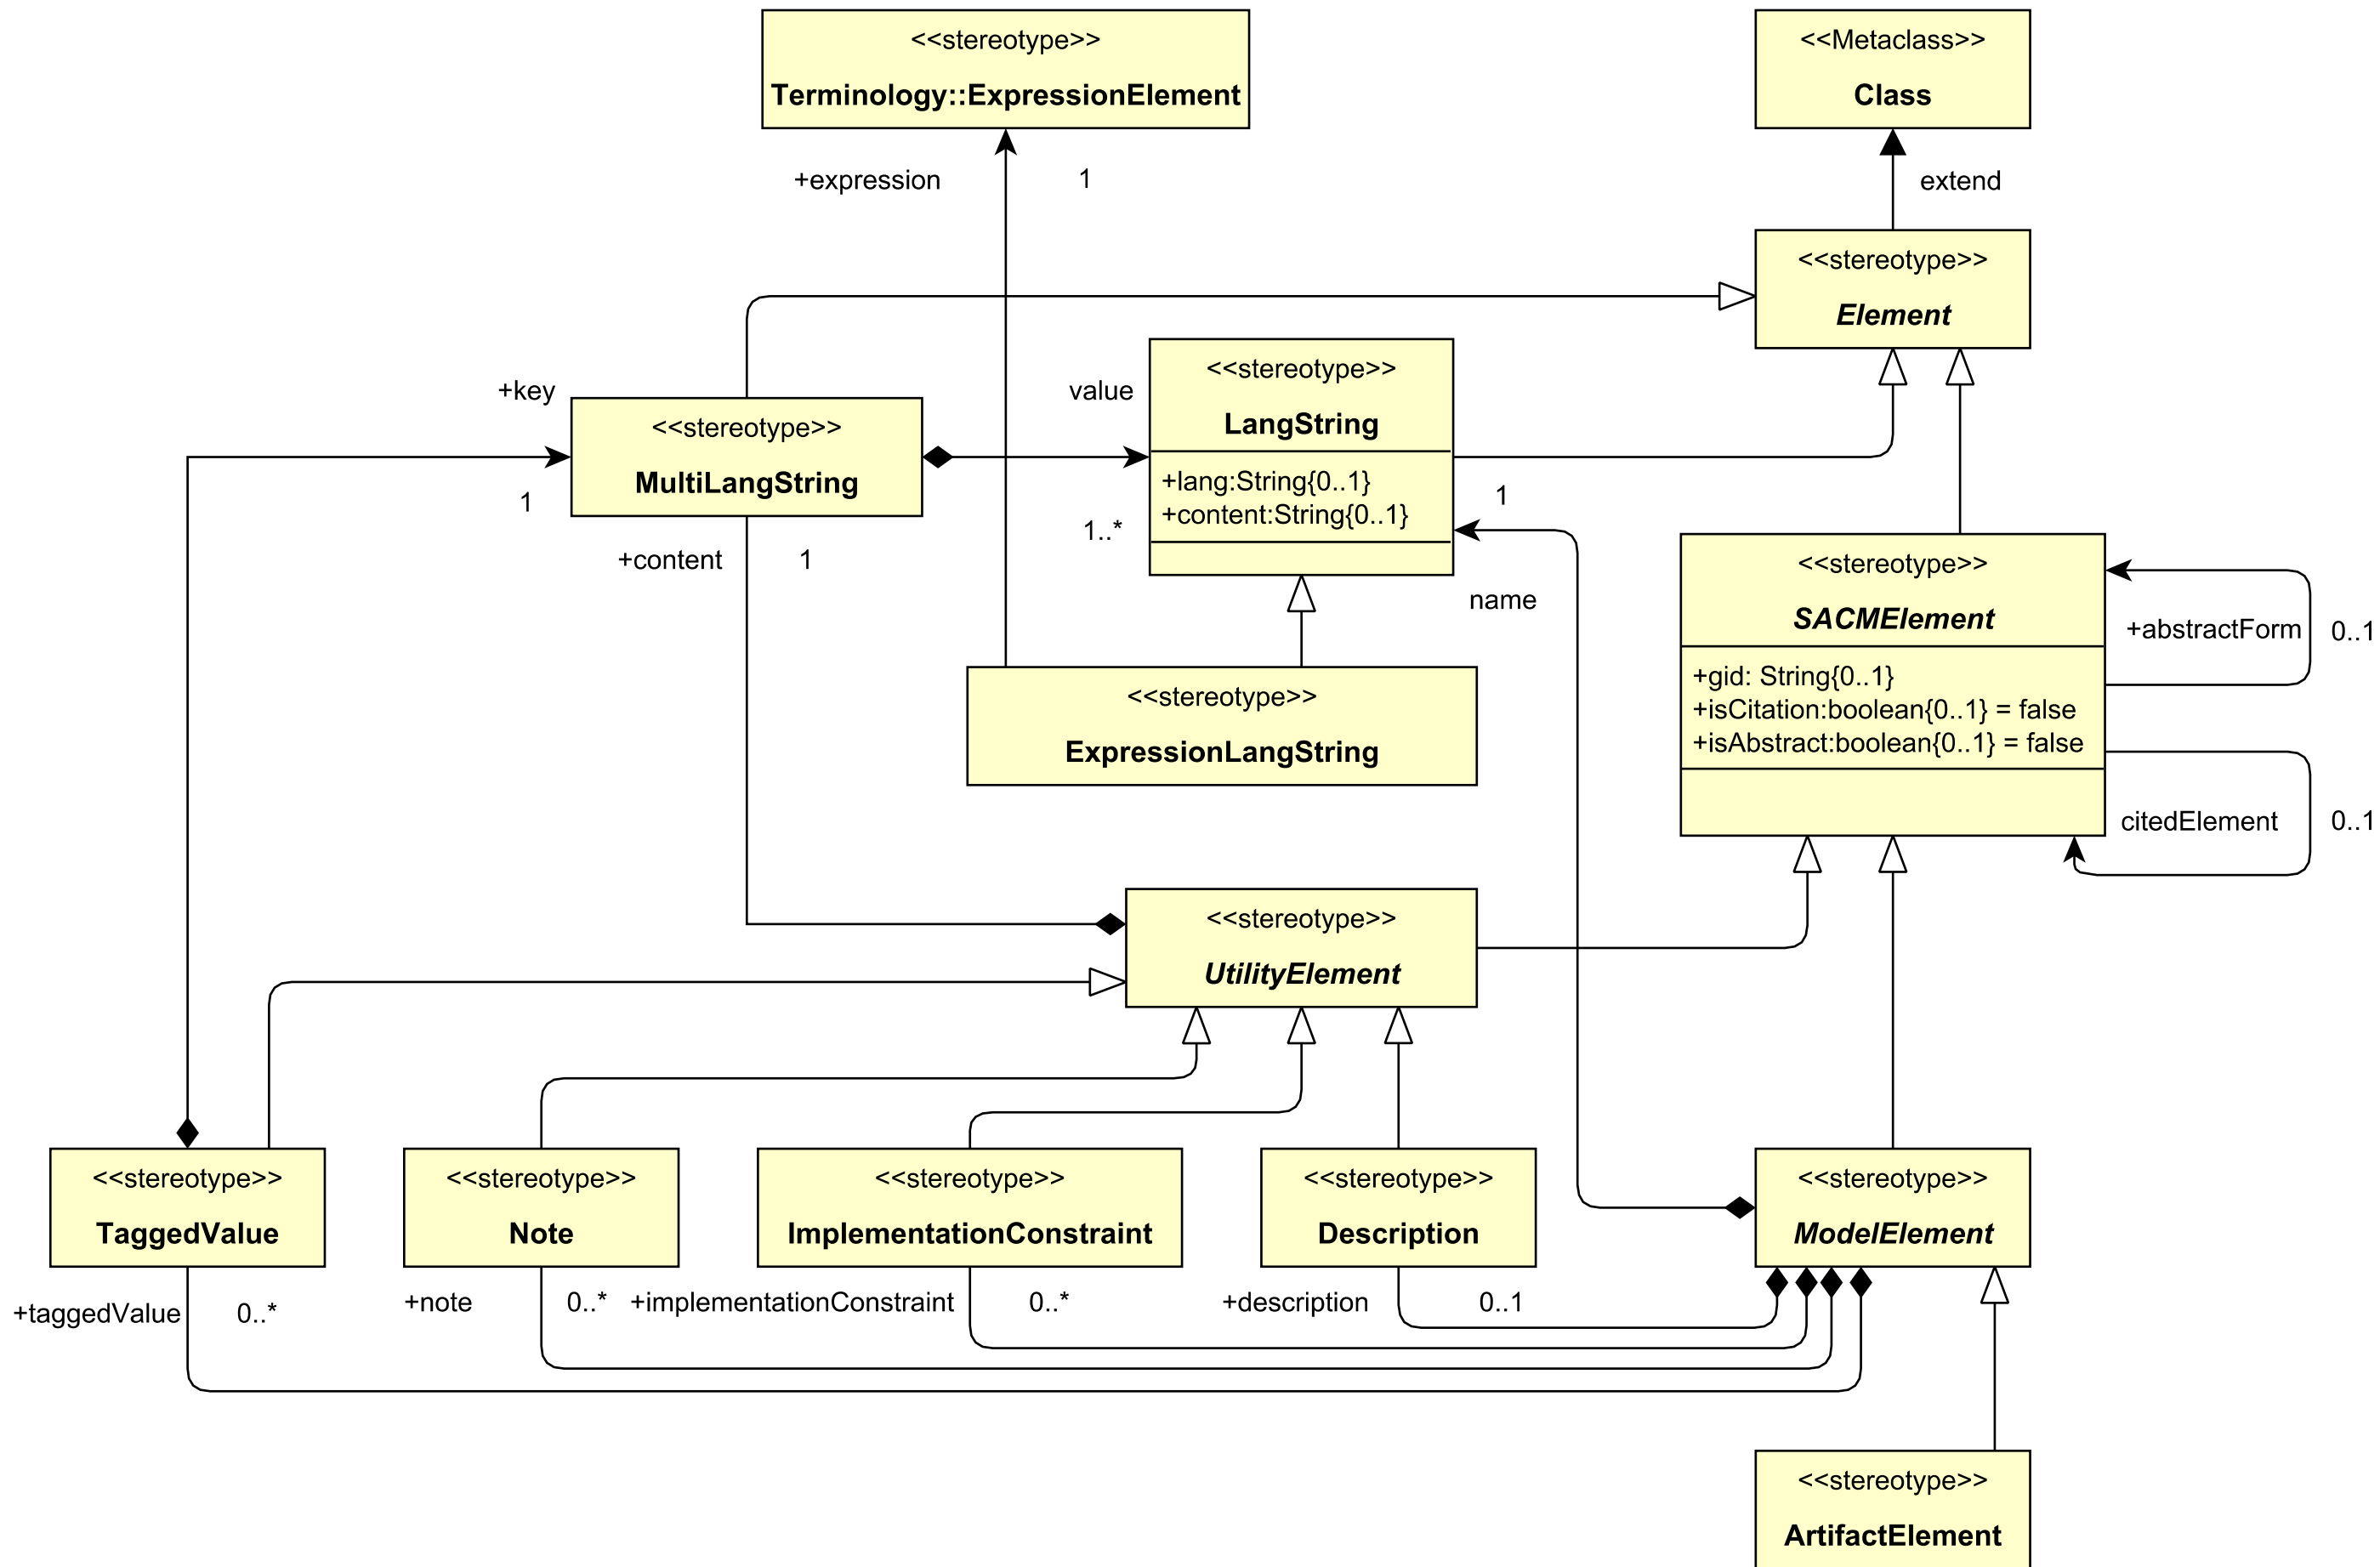 <<stereotype>>
Terminology::ExpressionElement
<<Metaclass>>
Class
+expression
1
extend
<<stereotype>>
Element
<<stereotype>>
LangString
+lang:String{0..1}
+content:String{0..1}
+key
value
<<stereotype>>
MultiLangString
1
1..*
1
name
+content
1
<<stereotype>>
SACMElement
+gid: String{0..1}
+isCitation:boolean{0..1} = false
+isAbstract:boolean{0..1} = false
+abstractForm
0..1
citedElement
0..1
<<stereotype>>
ExpressionLangString
<<stereotype>>
UtilityElement
<<stereotype>>
TaggedValue
<<stereotype>>
Note
<<stereotype>>
ImplementationConstraint
<<stereotype>>
Description
<<stereotype>>
ModelElement
+taggedValue
0..*
+note
0..*
+implementationConstraint
0..*
+description
0..1
<<stereotype>>
ArtifactElement